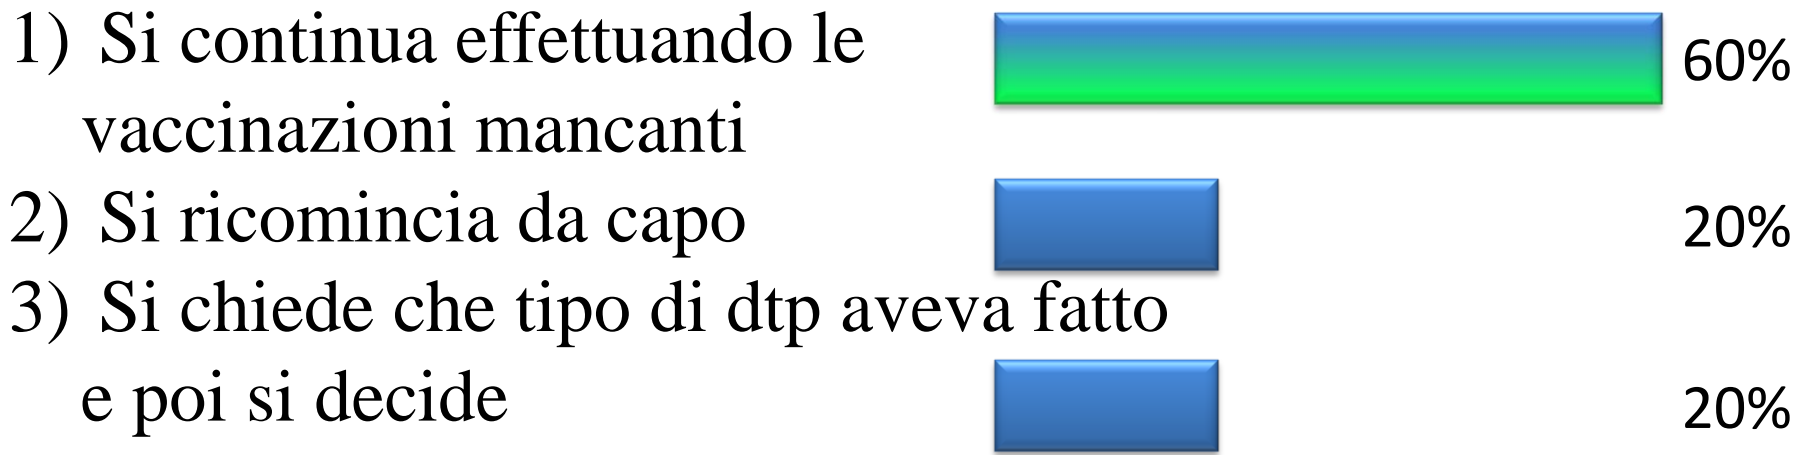 1) Si continua effettuando le
60%
vaccinazioni mancanti
2) Si ricomincia da capo
20%
3) Si chiede che tipo di dtp aveva fatto
e poi si decide
20%